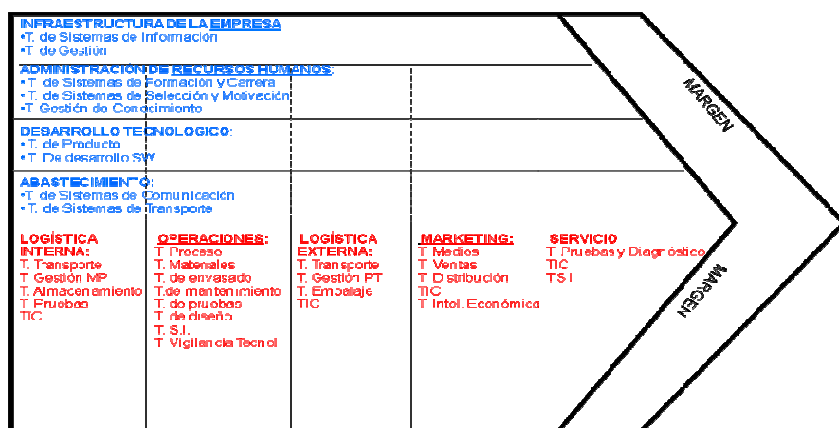 INFRAESTRUCTURA DE LA EMPRESA
•T. de Sistemas de Información
•T. de Gestión
ADMINISTRACIÓN DE RECURSOS HUMANOS:
•T. de Sistemas de Formación y Carrera
•T. de Sistemas de Selección y Motivación
•T Gestión de Conocimiento
DESARROLLO TECNOLOGICO:
•T. de Producto
•T. De desarrollo SW
ABASTECIMIENTO:
•T. de Sistemas de Comunicación
•T. de Sistemas de Transporte
LOGÍSTICA
INTERNA:
T. Transporte
T. Gestión MP
T. Almacenamiento
T. Pruebas
TIC
OPERACIONES:
T. Proceso
T. Materiales
T. de envasado
T.de mantenimiento
T. de pruebas
T. de diseño
T. S.I.
T. Vigilancia Tecnol
LOGÍSTICA
EXTERNA:
T. Transporte
T. Gestión PT
T. Embalaje
TIC
MARKETING:
T Medios
T Ventas
T Distribución
TIC
T Intel. Económica
SERVICIO
T Pruebas y Diagnóstico
TIC
TSI
MARGEN
MARGEN